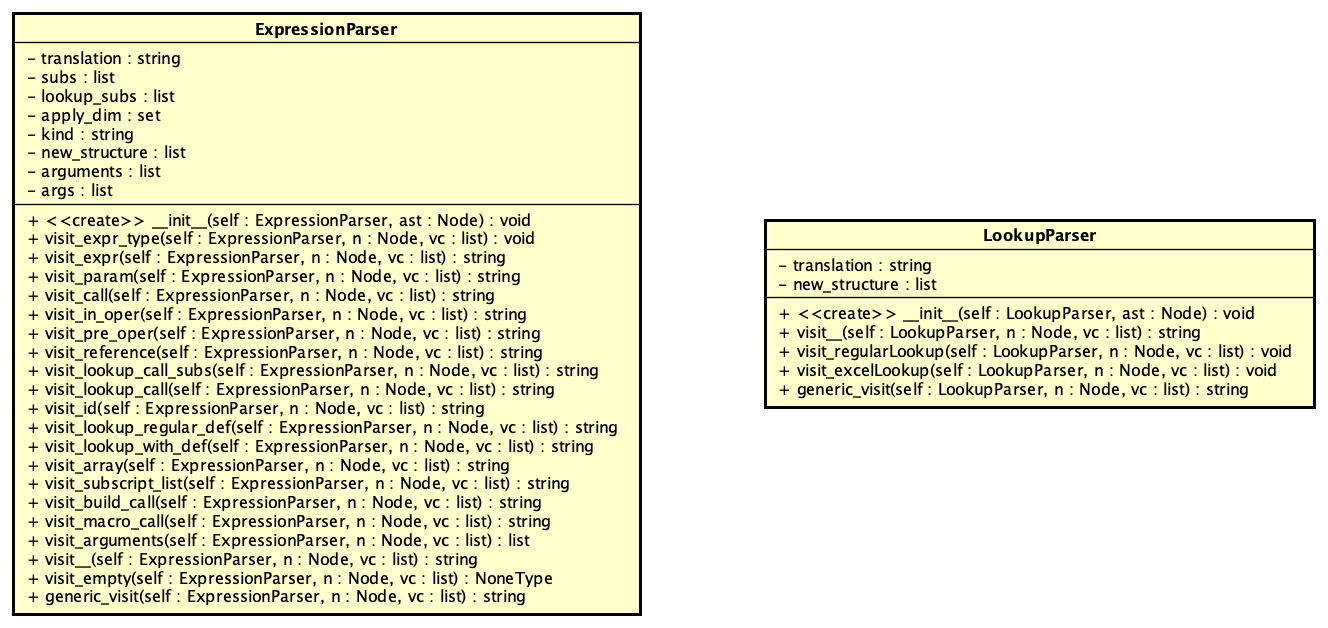 ExpressionParser
– translation : string
– subs : list
– lookup_subs : list
– apply_dim : set
– kind : string
– new_structure : list
– arguments : list
– args : list
+ <<create>> __init__(self : ExpressionParser, ast : Node) : void
+ visit_expr_type(self : ExpressionParser, n : Node, vc : list) : void
+ visit_expr(self : ExpressionParser, n : Node, vc : list) : string
+ visit_param(self : ExpressionParser, n : Node, vc : list) : string
+ visit_call(self : ExpressionParser, n : Node, vc : list) : string
+ visit_in_oper(self : ExpressionParser, n : Node, vc : list) : string
+ visit_pre_oper(self : ExpressionParser, n : Node, vc : list) : string
+ visit_reference(self : ExpressionParser, n : Node, vc : list) : string
+ visit_lookup_call_subs(self : ExpressionParser, n : Node, vc : list) : string
+ visit_lookup_call(self : ExpressionParser, n : Node, vc : list) : string
+ visit_id(self : ExpressionParser, n : Node, vc : list) : string
+ visit_lookup_regular_def(self : ExpressionParser, n : Node, vc : list) : string
+ visit_lookup_with_def(self : ExpressionParser, n : Node, vc : list) : string
+ visit_array(self : ExpressionParser, n : Node, vc : list) : string
+ visit_subscript_list(self : ExpressionParser, n : Node, vc : list) : string
+ visit_build_call(self : ExpressionParser, n : Node, vc : list) : string
+ visit_macro_call(self : ExpressionParser, n : Node, vc : list) : string
+ visit_arguments(self : ExpressionParser, n : Node, vc : list) : list
+ visit__(self : ExpressionParser, n : Node, vc : list) : string
+ visit_empty(self : ExpressionParser, n : Node, vc : list) : NoneType
+ generic_visit(self : ExpressionParser, n : Node, vc : list) : string
LookupParser
– translation : string
– new_structure : list
+ <<create>> __init__(self : LookupParser, ast : Node) : void
+ visit__(self : LookupParser, n : Node, vc : list) : string
+ visit_regularLookup(self : LookupParser, n : Node, vc : list) : void
+ visit_excelLookup(self : LookupParser, n : Node, vc : list) : void
+ generic_visit(self : LookupParser, n : Node, vc : list) : string